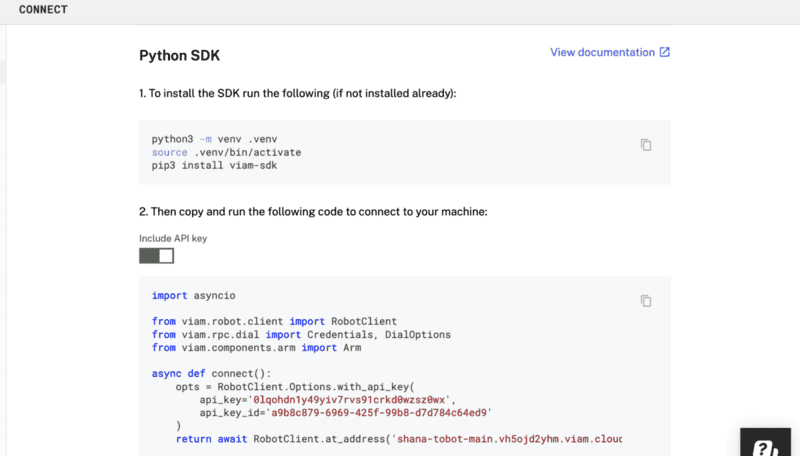 CONNECT
Python SDK
View documentation
1. To install the SDK run the following (if not installed already):
python3 -m venv .venv
source .venv/bin/activate
pip3 install viam-sdk
2. Then copy and run the following code to connect to your machine:
Include API key
import asyncio
from viam.robot.client import RobotClient
from viam.rpc.dial import Credentials, DialOptions
from viam.components.arm import Arm
async def connect():
opts = RobotClient.Options.with_api_key(
api_key='0lqohdn1y49yiv7rvs91crkd0wzsz0wx',
api_key_id='a9b8c879-6969-425f-99b8-d7d784c64ed9'
)
return await RobotClient.at_address('shana-tobot-main.vh5ojd2yhm.viam.cloud